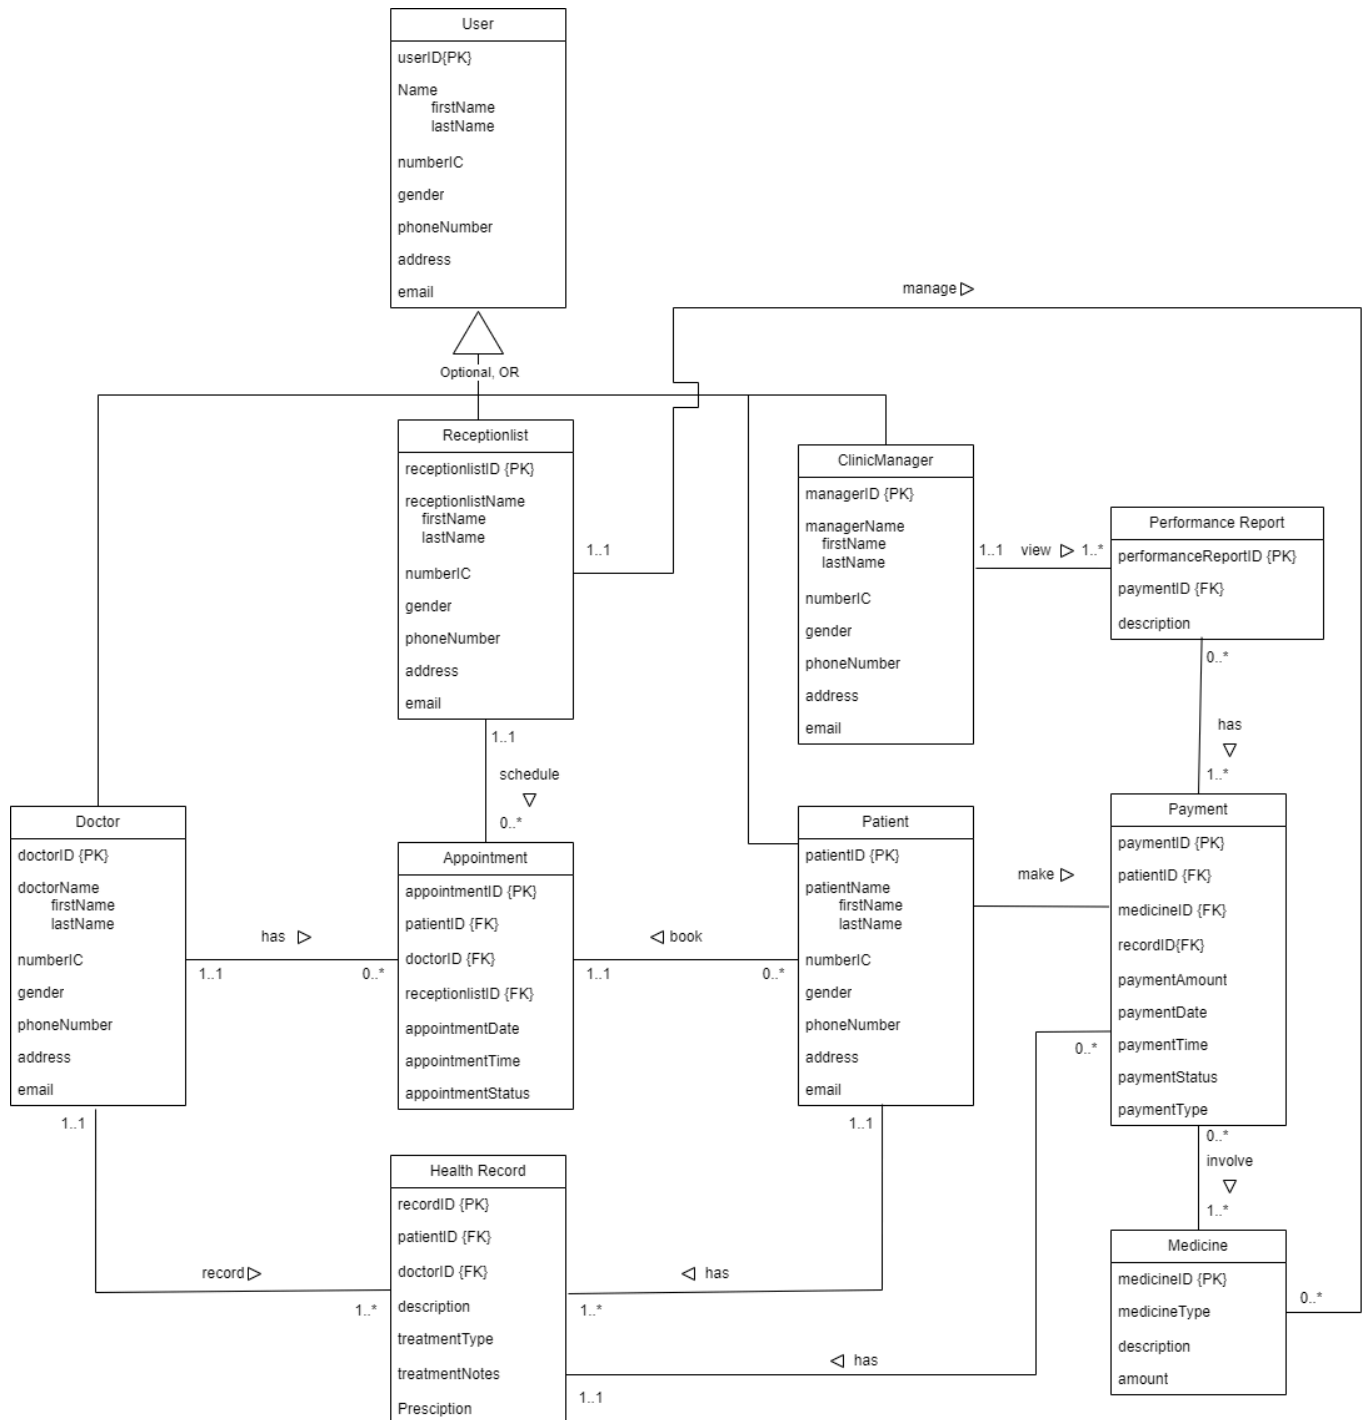 User
userID{PK}
Name
firstName
lastName
numberIC
gender
phoneNumber
address
email
Optional, OR
manage
Receptionlist
receptionlistID {PK}
receptionlistName
firstName
lastName
numberIC
gender
phoneNumber
address
email
1..1
1..1
schedule
0..*
ClinicManager
managerID {PK}
managerName
firstName
lastName
numberIC
gender
phoneNumber
address
email
1..1 view 1..*
Performance Report
performanceReportID {PK}
paymentID {FK}
description
0..*
has
1..*
Doctor
doctorID {PK}
doctorName
firstName
lastName
numberIC
gender
phoneNumber
address
email
has
1..1
0..*
1..1
Appointment
appointmentID {PK}
patientID {FK}
doctorID {FK}
receptionlistID {FK}
appointmentDate
appointmentTime
appointmentStatus
book
1..1
0..*
Patient
patientID {PK}
patientName
firstName
lastName
numberIC
gender
phoneNumber
address
email
1..1
make
Payment
paymentID {PK}
patientID {FK}
medicineID {FK}
recordID{FK}
paymentAmount
paymentDate
paymentTime
paymentStatus
paymentType
0..*
0..*
involve
1..*
Health Record
recordID {PK}
patientID {FK}
doctorID {FK}
description
treatmentType
treatmentNotes
Presciption
record
1..*
has
1..*
has
1..1
Medicine
medicineID {PK}
medicineType
description
amount
0..*